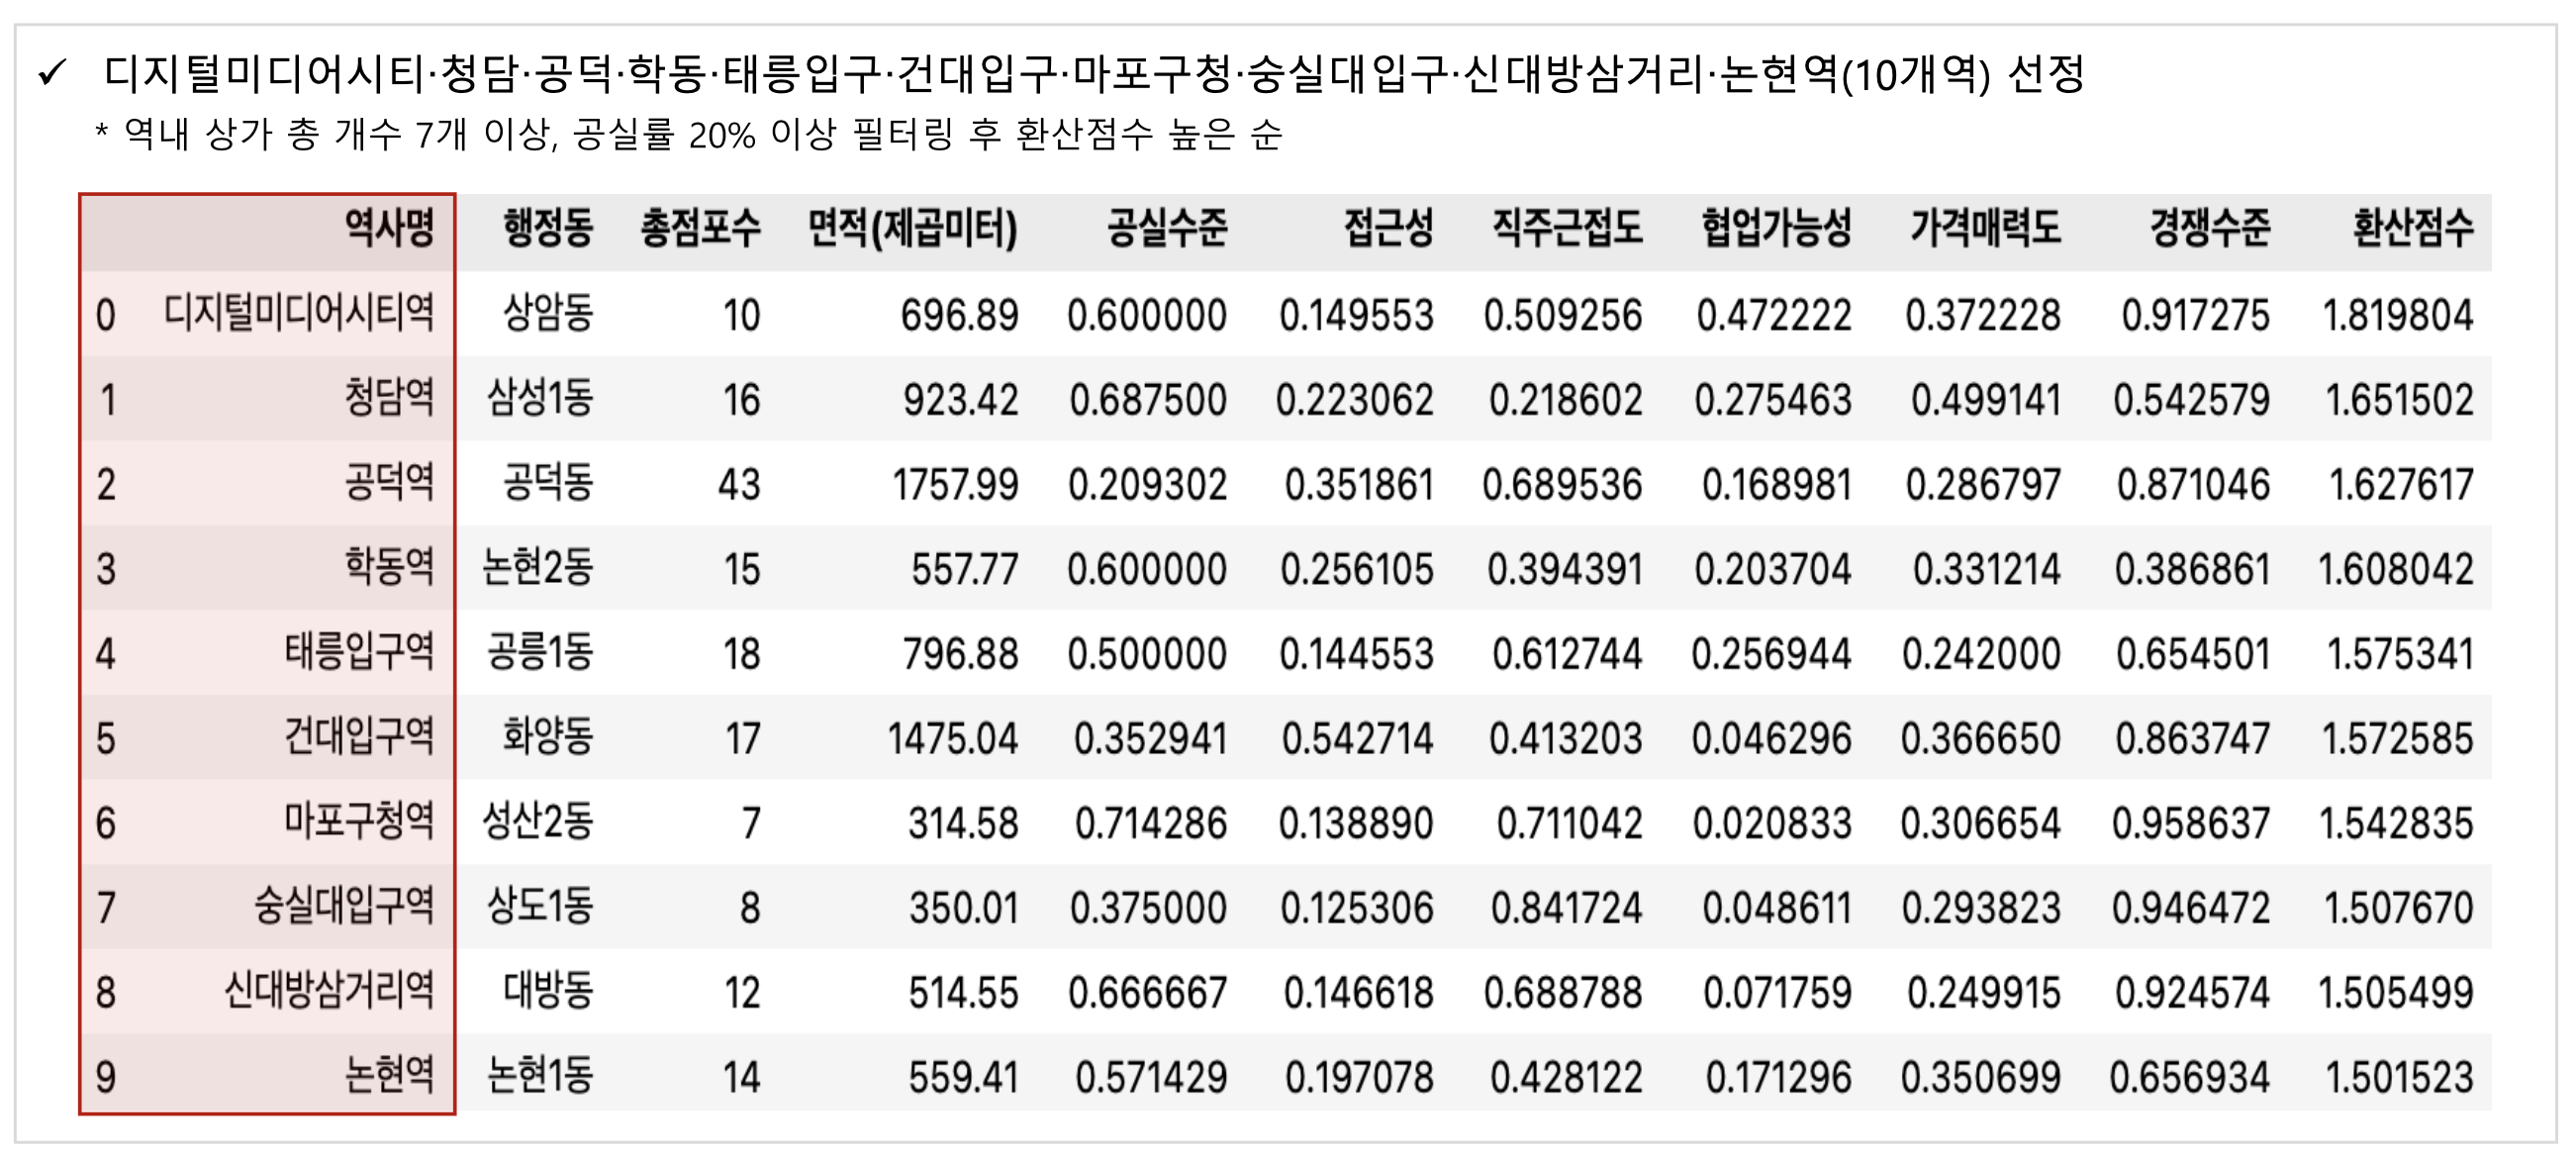 ✓ 디지털미디어시티·청담·공덕·학동·태릉입구·건대입구·마포구청·숭실대입구·신대방삼거리·논현역(10개역) 선정
* 역내 상가 총 개수 7개 이상, 공실률 20% 이상 필터링 후 환산점수 높은 순
역사명 행정동 총점포수 면적(제곱미터) 공실수준 접근성 직주근접도 협업가능성 가격매력도 경쟁수준 환산점수
0 디지털미디어시티역 상암동 10 696.89 0.600000 0.149553 0.509256 0.472222 0.372228 0.917275 1.819804
1 청담역 삼성1동 16 923.42 0.687500 0.223062 0.218602 0.275463 0.499141 0.542579 1.651502
2 공덕역 공덕동 43 1757.99 0.209302 0.351861 0.689536 0.168981 0.286797 0.871046 1.627617
3 학동역 논현2동 15 557.77 0.600000 0.256105 0.394391 0.203704 0.331214 0.386861 1.608042
4 태릉입구역 공릉1동 18 796.88 0.500000 0.144553 0.612744 0.256944 0.242000 0.654501 1.575341
5 건대입구역 화양동 17 1475.04 0.352941 0.542714 0.413203 0.046296 0.366650 0.863747 1.572585
6 마포구청역 성산2동 7 314.58 0.714286 0.138890 0.711042 0.020833 0.306654 0.958637 1.542835
7 숭실대입구역 상도1동 8 350.01 0.375000 0.125306 0.841724 0.048611 0.293823 0.946472 1.507670
8 신대방삼거리역 대방동 12 514.55 0.666667 0.146618 0.688788 0.071759 0.249915 0.924574 1.505499
9 논현역 논현1동 14 559.41 0.571429 0.197078 0.428122 0.171296 0.350699 0.656934 1.501523